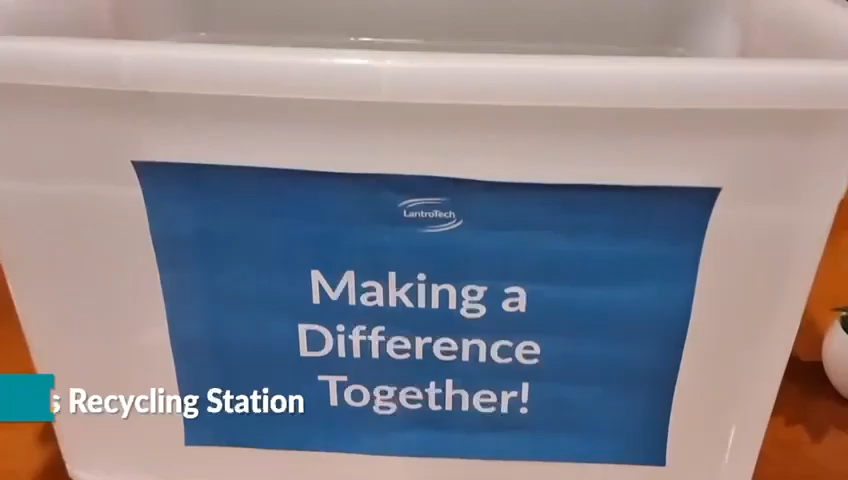 LantroTech
Making a
Difference
Together!
s Recycling Station